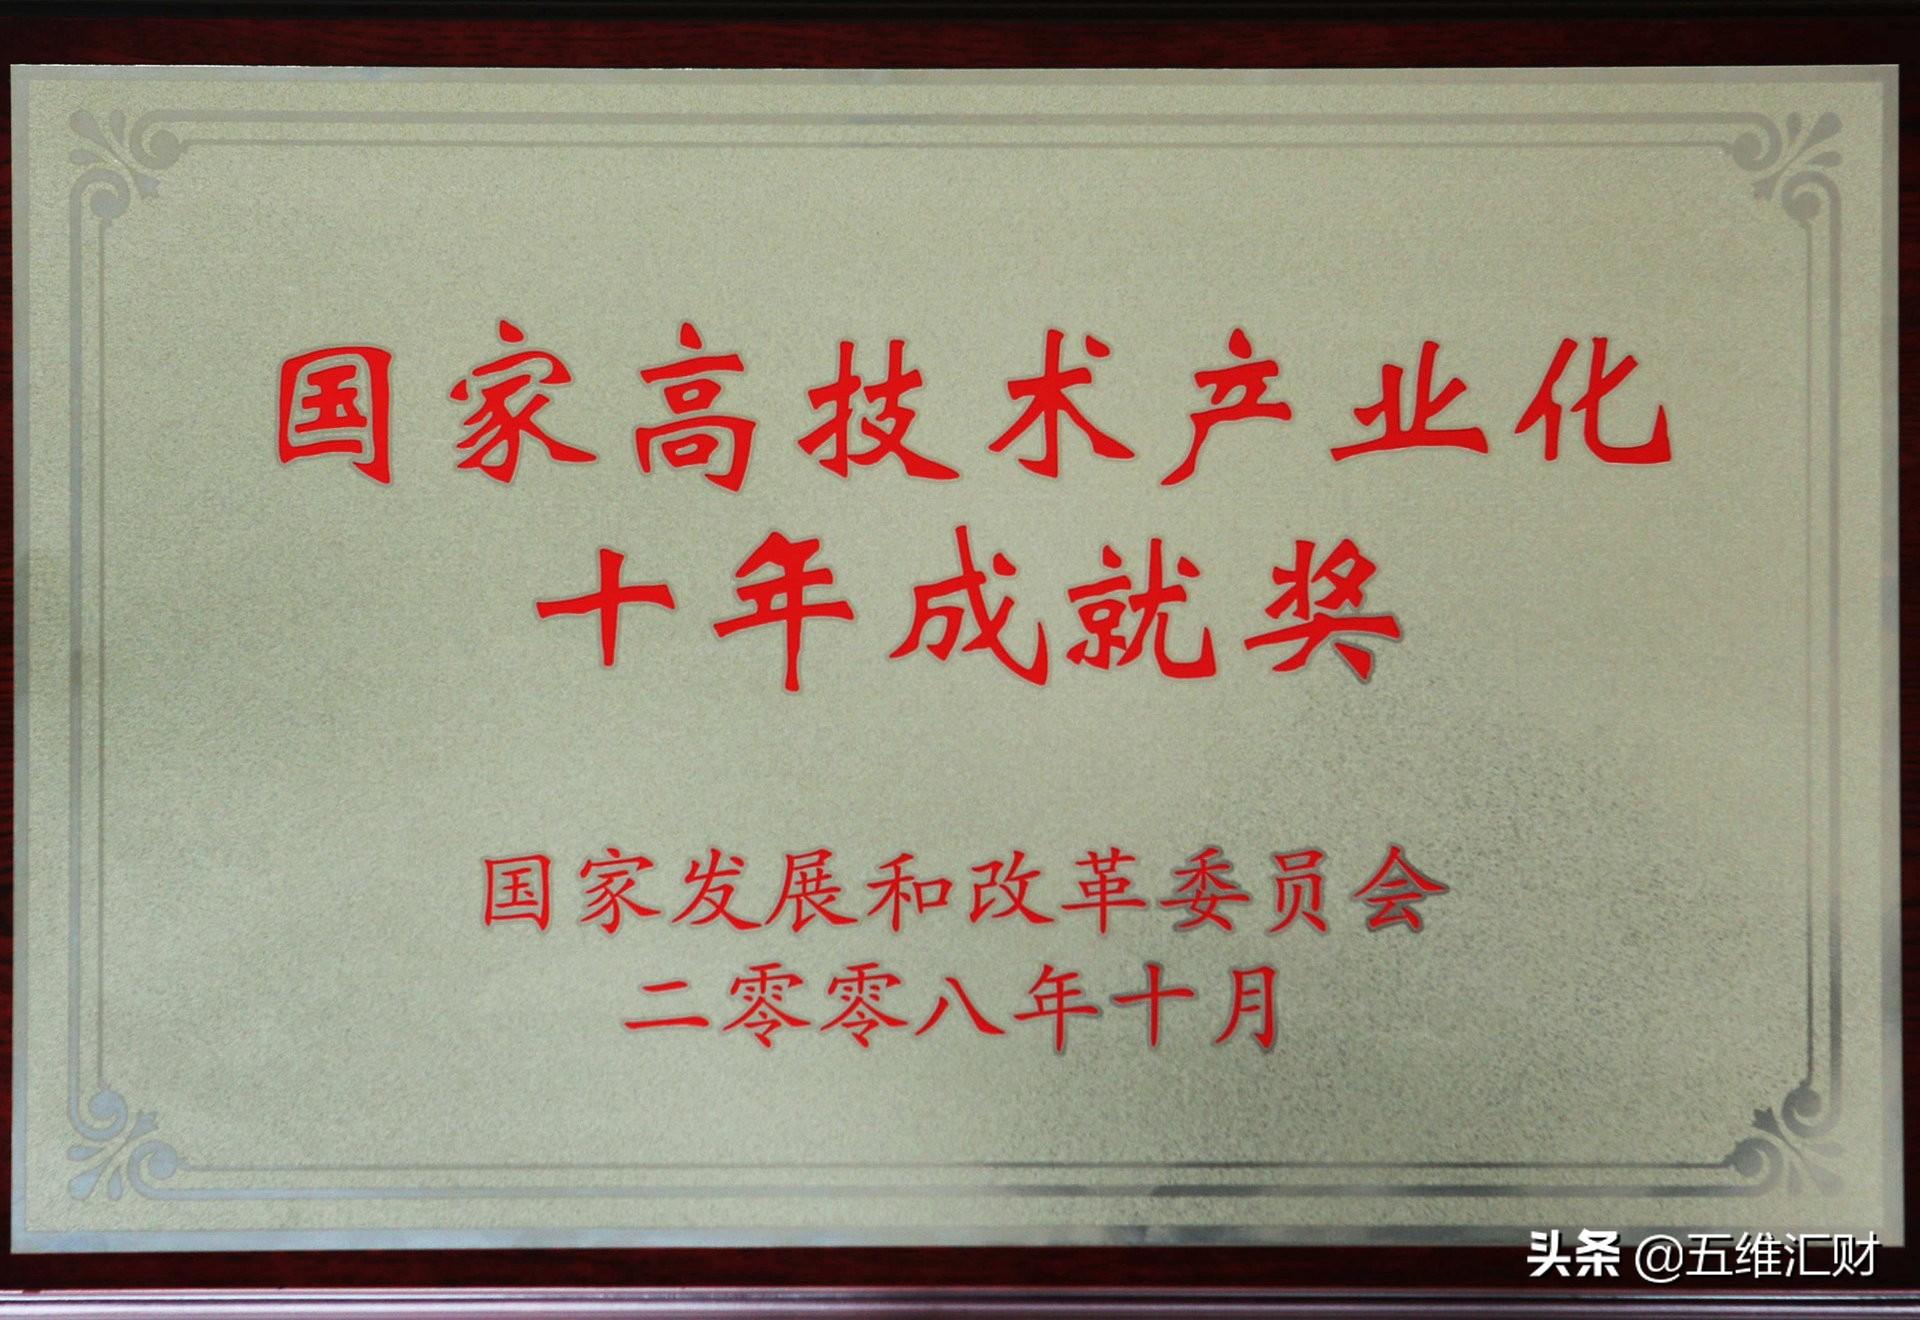 国家高技术产业化
十年成就奖
国家发展和改革委员会
二零零八年十月
头条 @五维汇财